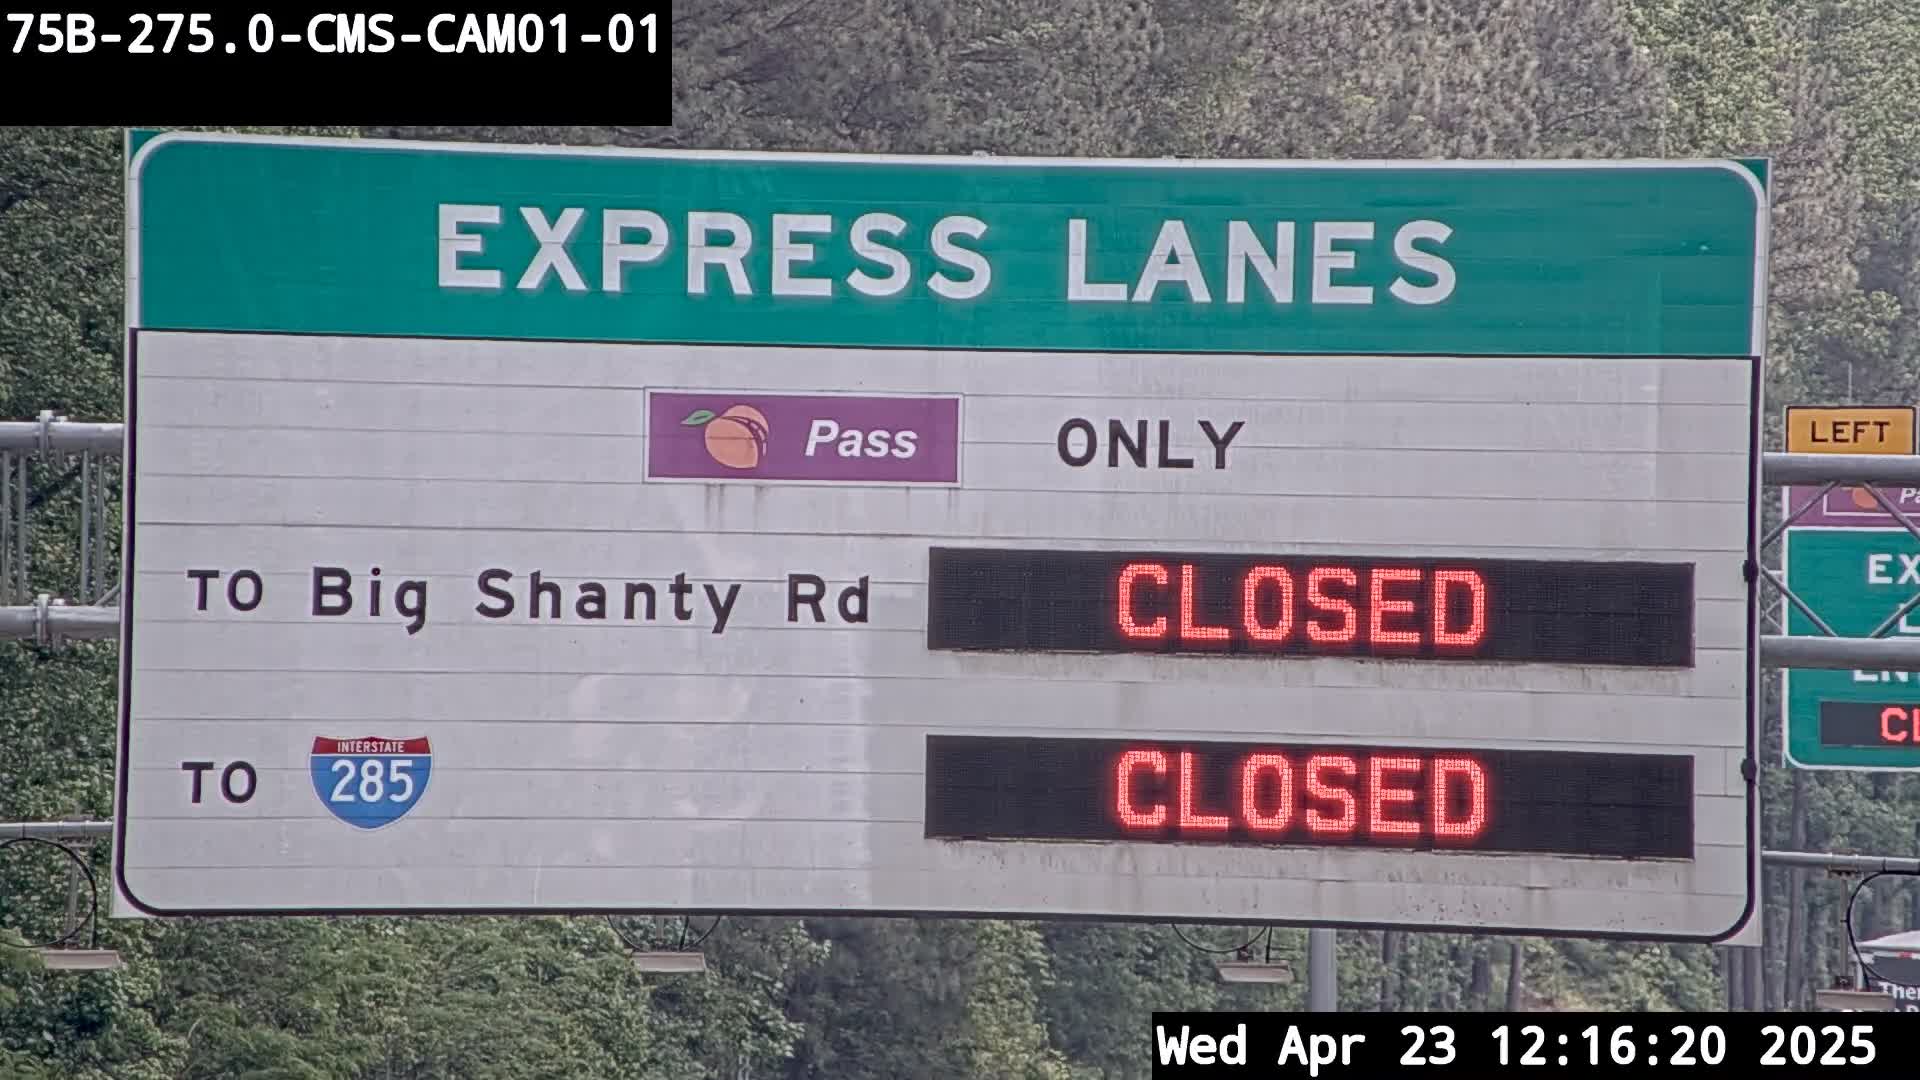 75B-275.0-CMS-CAM01-01
EXPRESS LANES
Pass ONLY
TO Big Shanty Rd CLOSED
TO INTERSTATE 285 CLOSED
LEFT
Wed Apr 23 12:16:20 2025